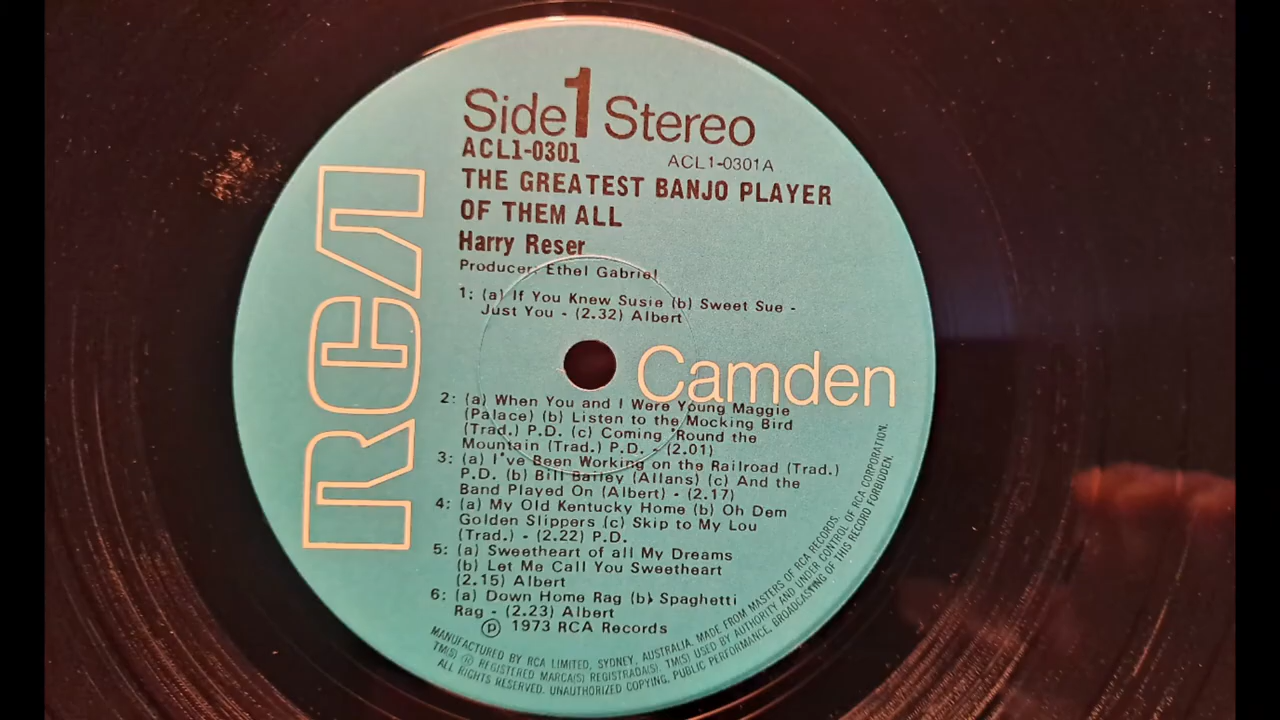 Side 1 Stereo
ACL1-0301 ACL1-0301A
THE GREATEST BANJO PLAYER
OF THEM ALL
Harry Reser
Producer: Ethel Gabriel
1: (a) If You Knew Susie (b) Sweet Sue -
Just You - (2.32) Albert
RCA
Camden
2: (a) When You and I Were Young Maggie
(Palace) (b) Listen to the Mocking Bird
(Trad.) P.D. (c) Coming 'Round the
Mountain (Trad.) P.D. - (2.01)
3: (a) I've Been Working on the Railroad (Trad.)
P.D. (b) Bill Bailey (Allans) (c) And the
Band Played On (Albert) - (2.17)
4: (a) My Old Kentucky Home (b) Oh Dem
Golden Slippers (c) Skip to My Lou
(Trad.) - (2.22) P.D.
5: (a) Sweetheart of all My Dreams
(b) Let Me Call You Sweetheart
(2.15) Albert
6: (a) Down Home Rag (b) Spaghetti
Rag - (2.23) Albert
Ⓟ 1973 RCA Records
MANUFACTURED BY RCA LIMITED, SYDNEY, AUSTRALIA. MADE FROM MASTERS OF RCA RECORDS.
TM(S) ® REGISTERED MARCA(S) REGISTRADA(S). TM(S) USED BY AUTHORITY AND UNDER CONTROL OF RCA CORPORATION.
ALL RIGHTS RESERVED. UNAUTHORIZED COPYING, PUBLIC PERFORMANCE, BROADCASTING OF THIS RECORD FORBIDDEN.